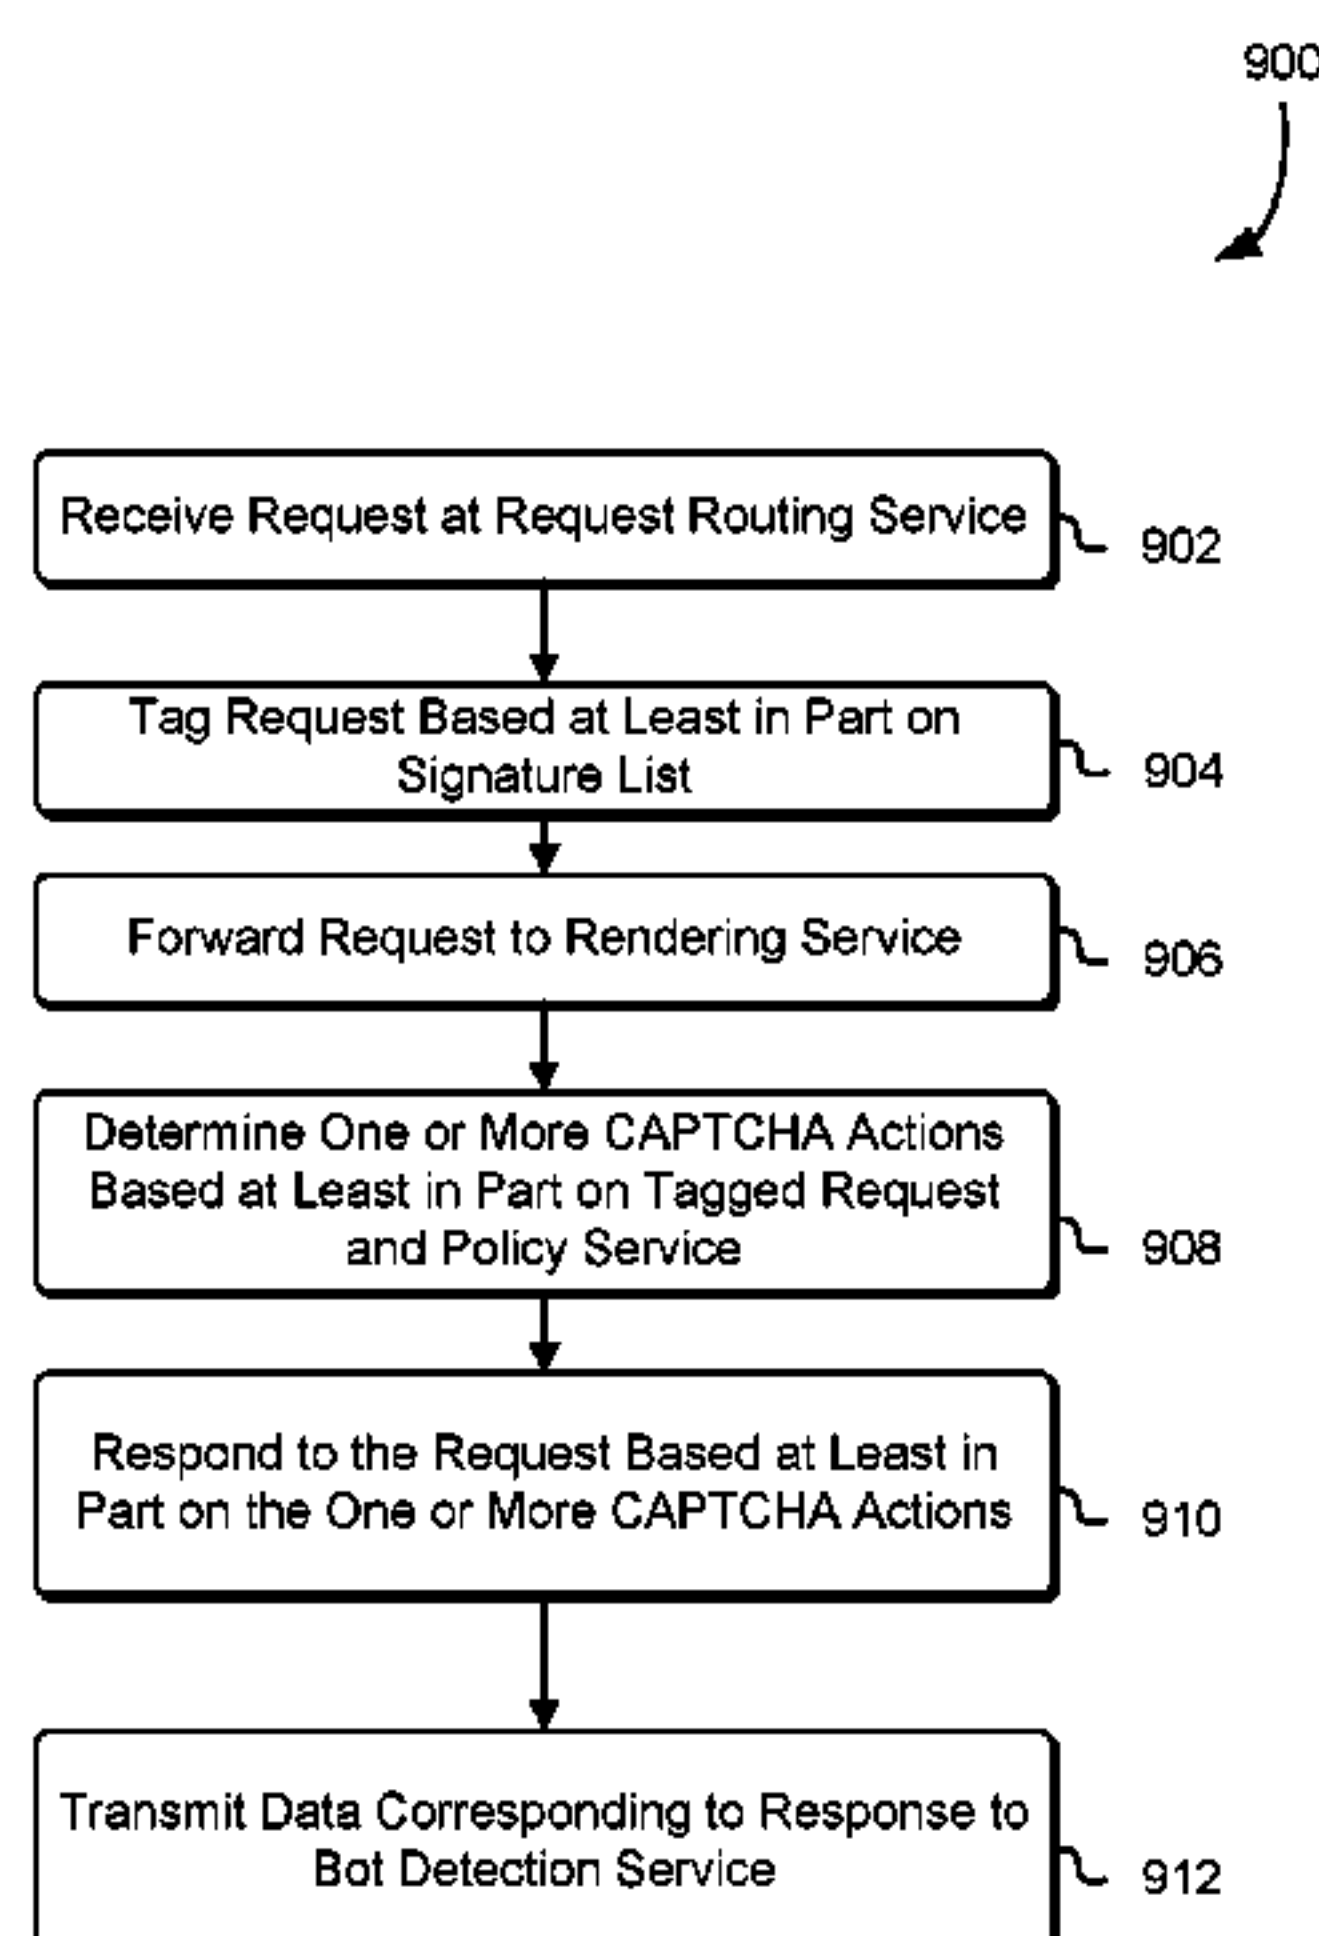 900
Receive Request at Request Routing Service
902
Tag Request Based at Least in Part on
Signature List
904
Forward Request to Rendering Service
906
Determine One or More CAPTCHA Actions
Based at Least in Part on Tagged Request
and Policy Service
908
Respond to the Request Based at Least in
Part on the One or More CAPTCHA Actions
910
Transmit Data Corresponding to Response to
Bot Detection Service
912